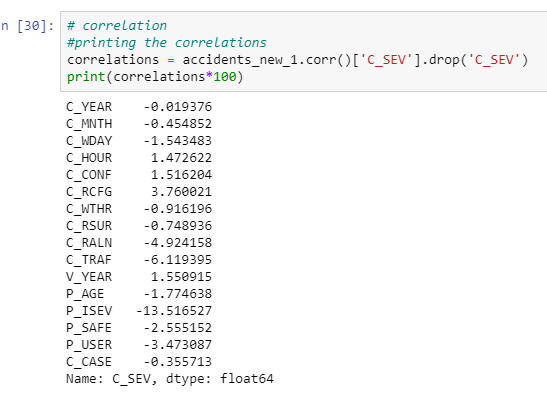 n [30]: # correlation
#printing the correlations
correlations = accidents_new_1.corr()['C_SEV'].drop('C_SEV')
print(correlations*100)
C_YEAR -0.019376
C_MNTH -0.454852
C_WDAY -1.543483
C_HOUR 1.472622
C_CONF 1.516204
C_RCFG 3.760021
C_WTHR -0.916196
C_RSUR -0.748936
C_RALN -4.924158
C_TRAF -6.119395
V_YEAR 1.550915
P_AGE -1.774638
P_ISEV -13.516527
P_SAFE -2.555152
P_USER -3.473087
C_CASE -0.355713
Name: C_SEV, dtype: float64